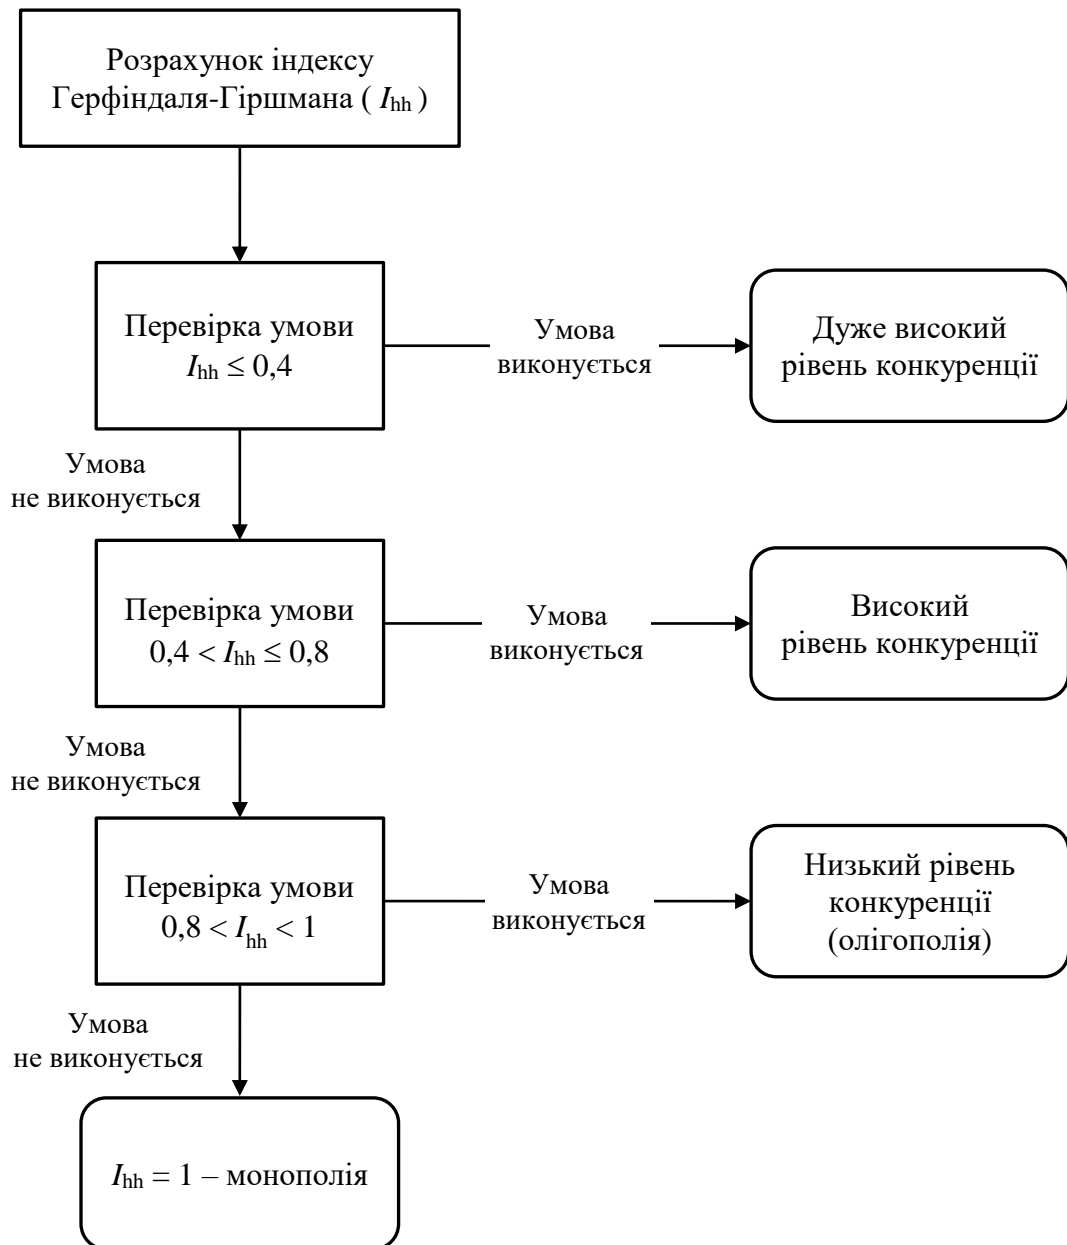 Розрахунок індексу
Герфіндаля-Гіршмана ( Ihh )
Перевірка умови
Ihh ≤ 0,4
Умова
виконується
Дуже високий
рівень конкуренції
Умова
не виконується
Перевірка умови
0,4 < Ihh ≤ 0,8
Умова
виконується
Високий
рівень конкуренції
Умова
не виконується
Перевірка умови
0,8 < Ihh < 1
Умова
виконується
Низький рівень
конкуренції
(олігополія)
Умова
не виконується
Ihh = 1 – монополія